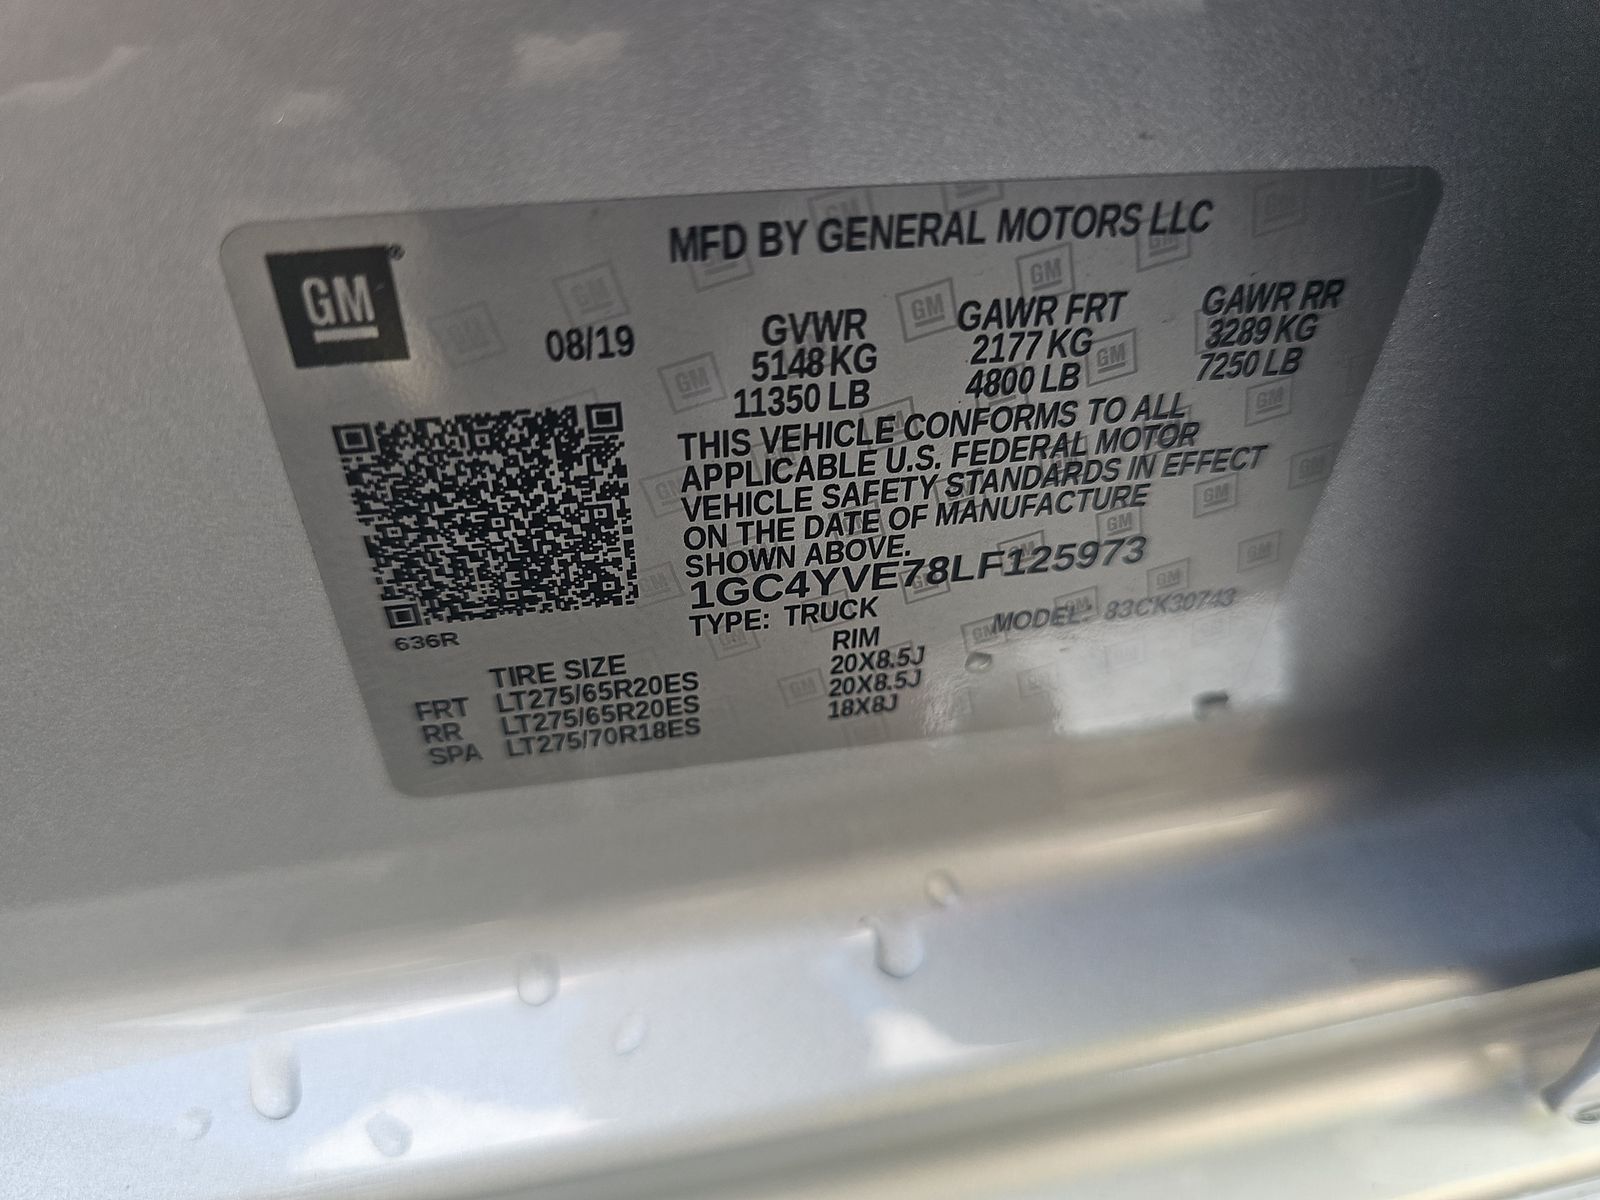 GM®
MFD BY GENERAL MOTORS LLC
08/19
GVWR GAWR FRT GAWR RR
5148 KG 2177 KG 3289 KG
11350 LB 4800 LB 7250 LB
THIS VEHICLE CONFORMS TO ALL
APPLICABLE U.S. FEDERAL MOTOR
VEHICLE SAFETY STANDARDS IN EFFECT
ON THE DATE OF MANUFACTURE
SHOWN ABOVE.
1GC4YVE78LF125973
TYPE: TRUCK MODEL: 83CK30743
636R
TIRE SIZE RIM
FRT LT275/65R20ES 20X8.5J
RR LT275/65R20ES 20X8.5J
SPA LT275/70R18ES 18X8J